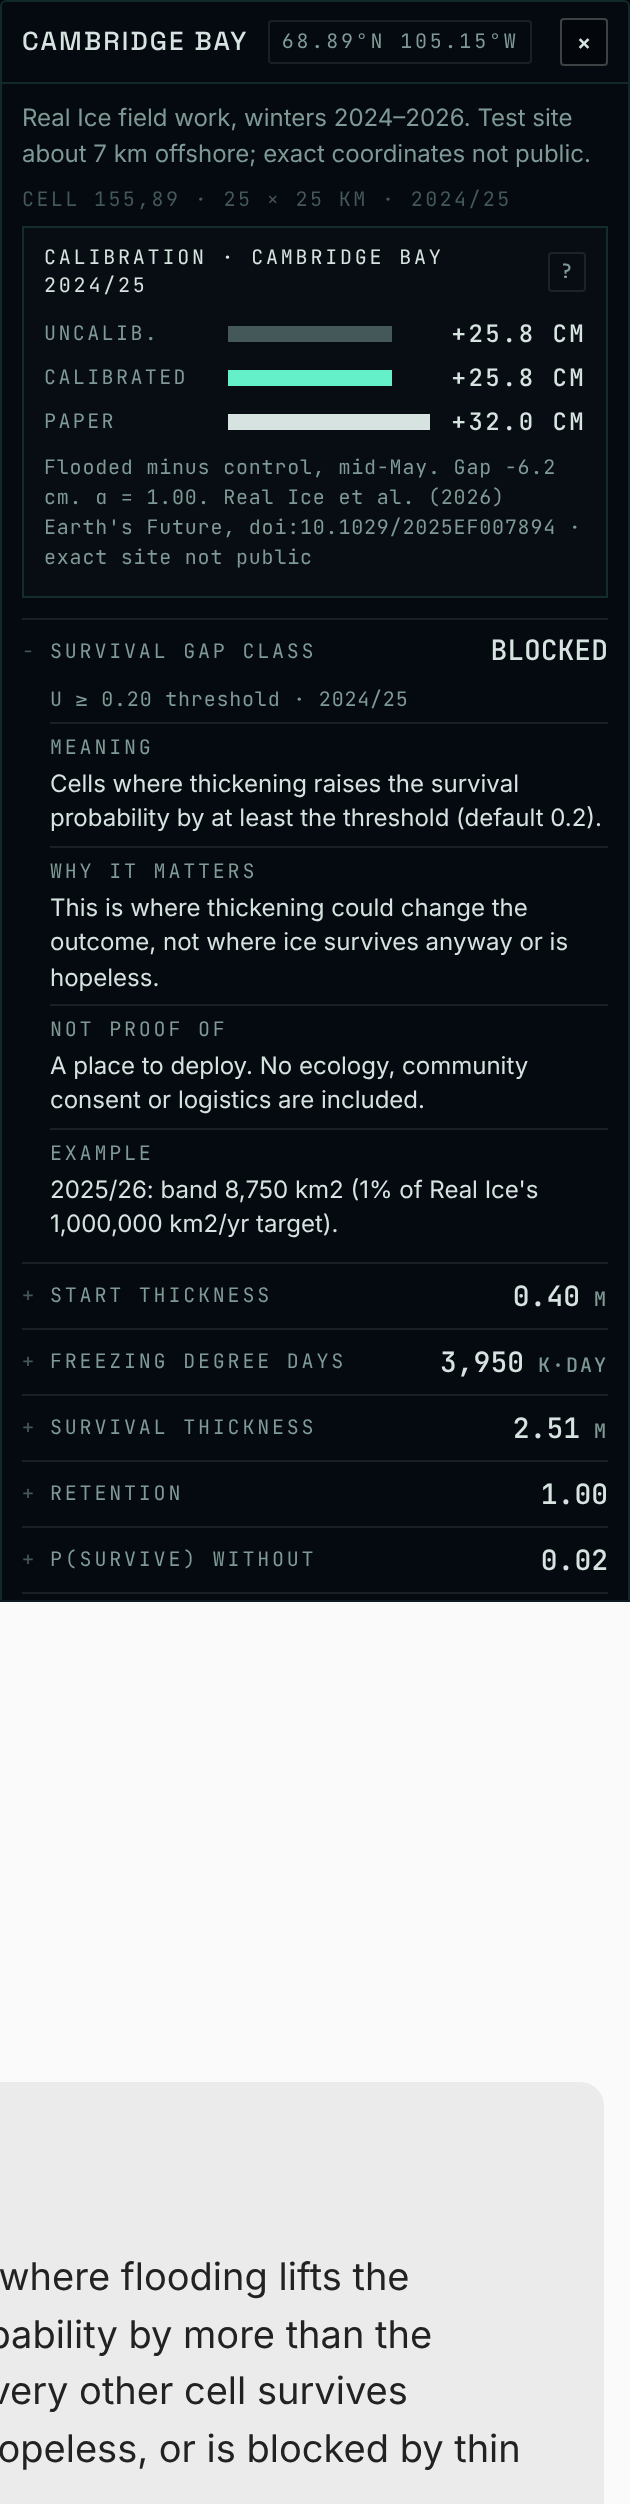 CAMBRIDGE BAY 68.89°N 105.15°W ×
Real Ice field work, winters 2024–2026. Test site
about 7 km offshore; exact coordinates not public.
CELL 155,89 · 25 × 25 KM · 2024/25
CALIBRATION · CAMBRIDGE BAY
2024/25
?
UNCALIB. +25.8 CM
CALIBRATED +25.8 CM
PAPER +32.0 CM
Flooded minus control, mid-May. Gap -6.2
cm. α = 1.00. Real Ice et al. (2026)
Earth's Future, doi:10.1029/2025EF007894 ·
exact site not public
- SURVIVAL GAP CLASS BLOCKED
U ≥ 0.20 threshold · 2024/25
MEANING
Cells where thickening raises the survival
probability by at least the threshold (default 0.2).
WHY IT MATTERS
This is where thickening could change the
outcome, not where ice survives anyway or is
hopeless.
NOT PROOF OF
A place to deploy. No ecology, community
consent or logistics are included.
EXAMPLE
2025/26: band 8,750 km2 (1% of Real Ice's
1,000,000 km2/yr target).
+ START THICKNESS 0.40 M
+ FREEZING DEGREE DAYS 3,950 K·DAY
+ SURVIVAL THICKNESS 2.51 M
+ RETENTION 1.00
+ P(SURVIVE) WITHOUT 0.02
where flooding lifts the
bability by more than the
very other cell survives
opeless, or is blocked by thin